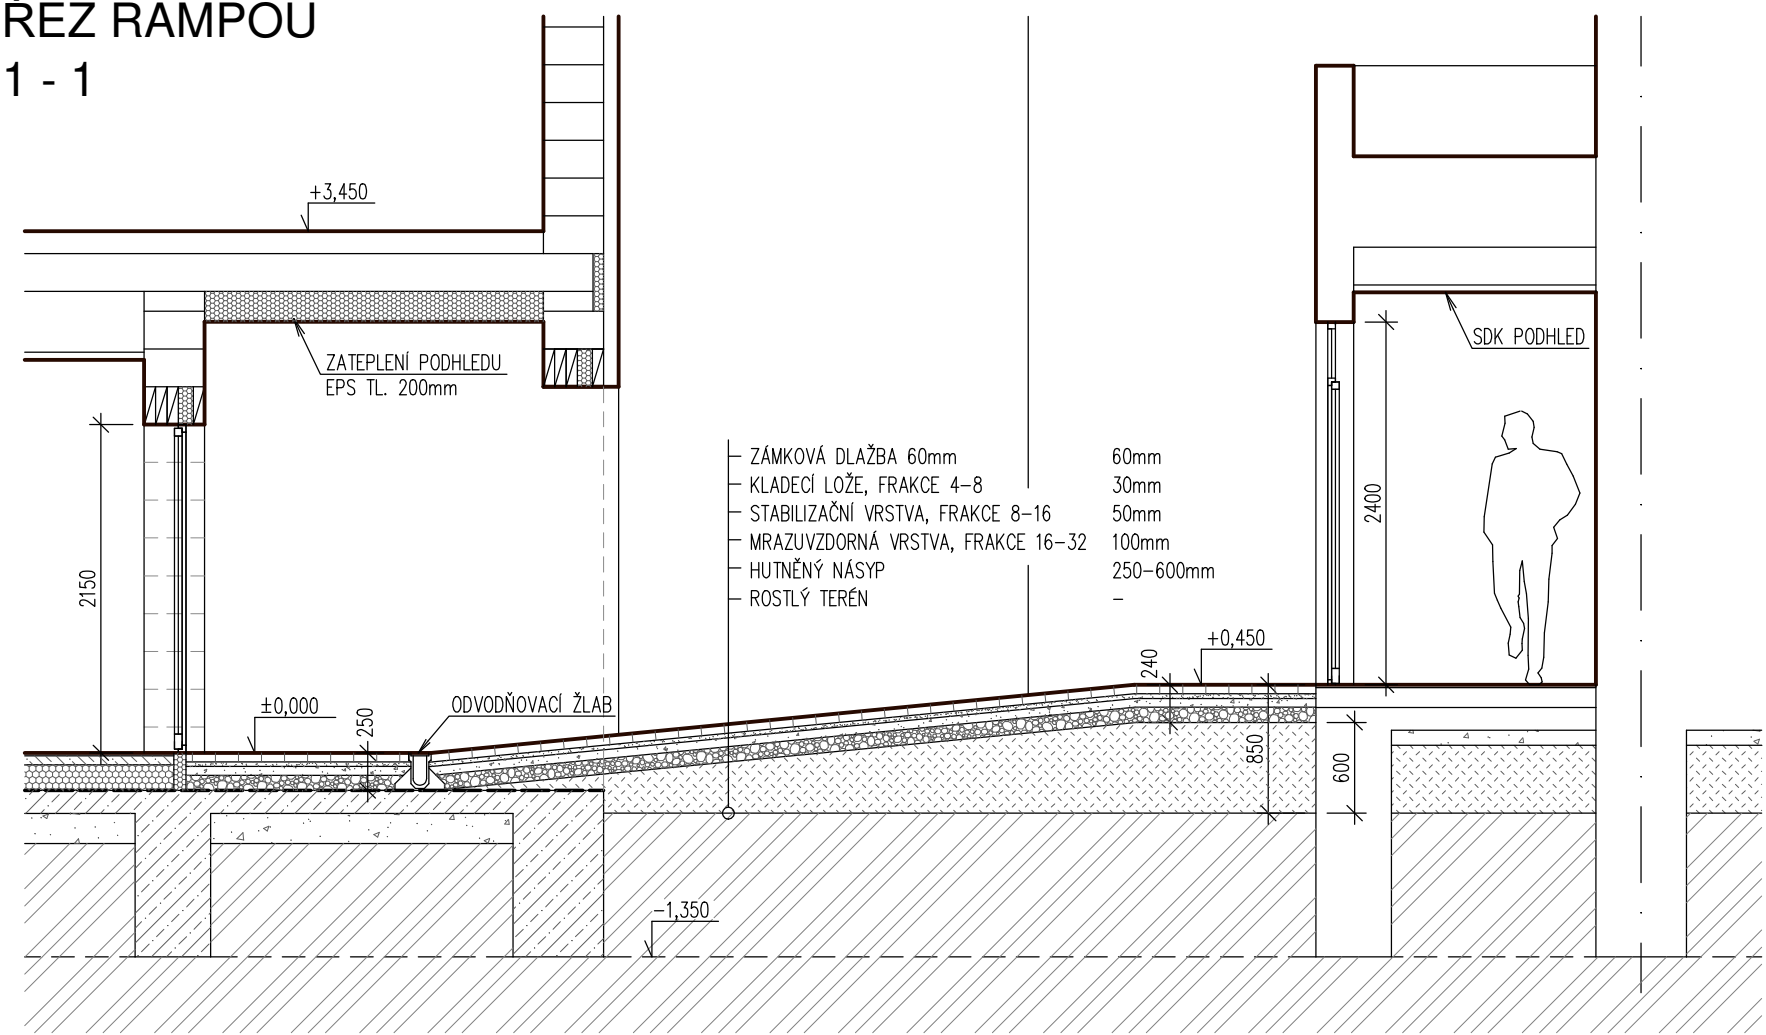 ŘEZ RAMPOU
1 - 1
+3,450
ZATEPLENÍ PODHLEDU
EPS TL. 200mm
SDK PODHLED
2150
2400
ZÁMKOVÁ DLAŽBA 60mm 60mm
KLADECÍ LOŽE, FRAKCE 4-8 30mm
STABILIZAČNÍ VRSTVA, FRAKCE 8-16 50mm
MRAZUVZDORNÁ VRSTVA, FRAKCE 16-32 100mm
HUTNĚNÝ NÁSYP 250-600mm
ROSTLÝ TERÉN -
+0,450
240
±0,000
250
ODVODŇOVACÍ ŽLAB
850
600
-1,350